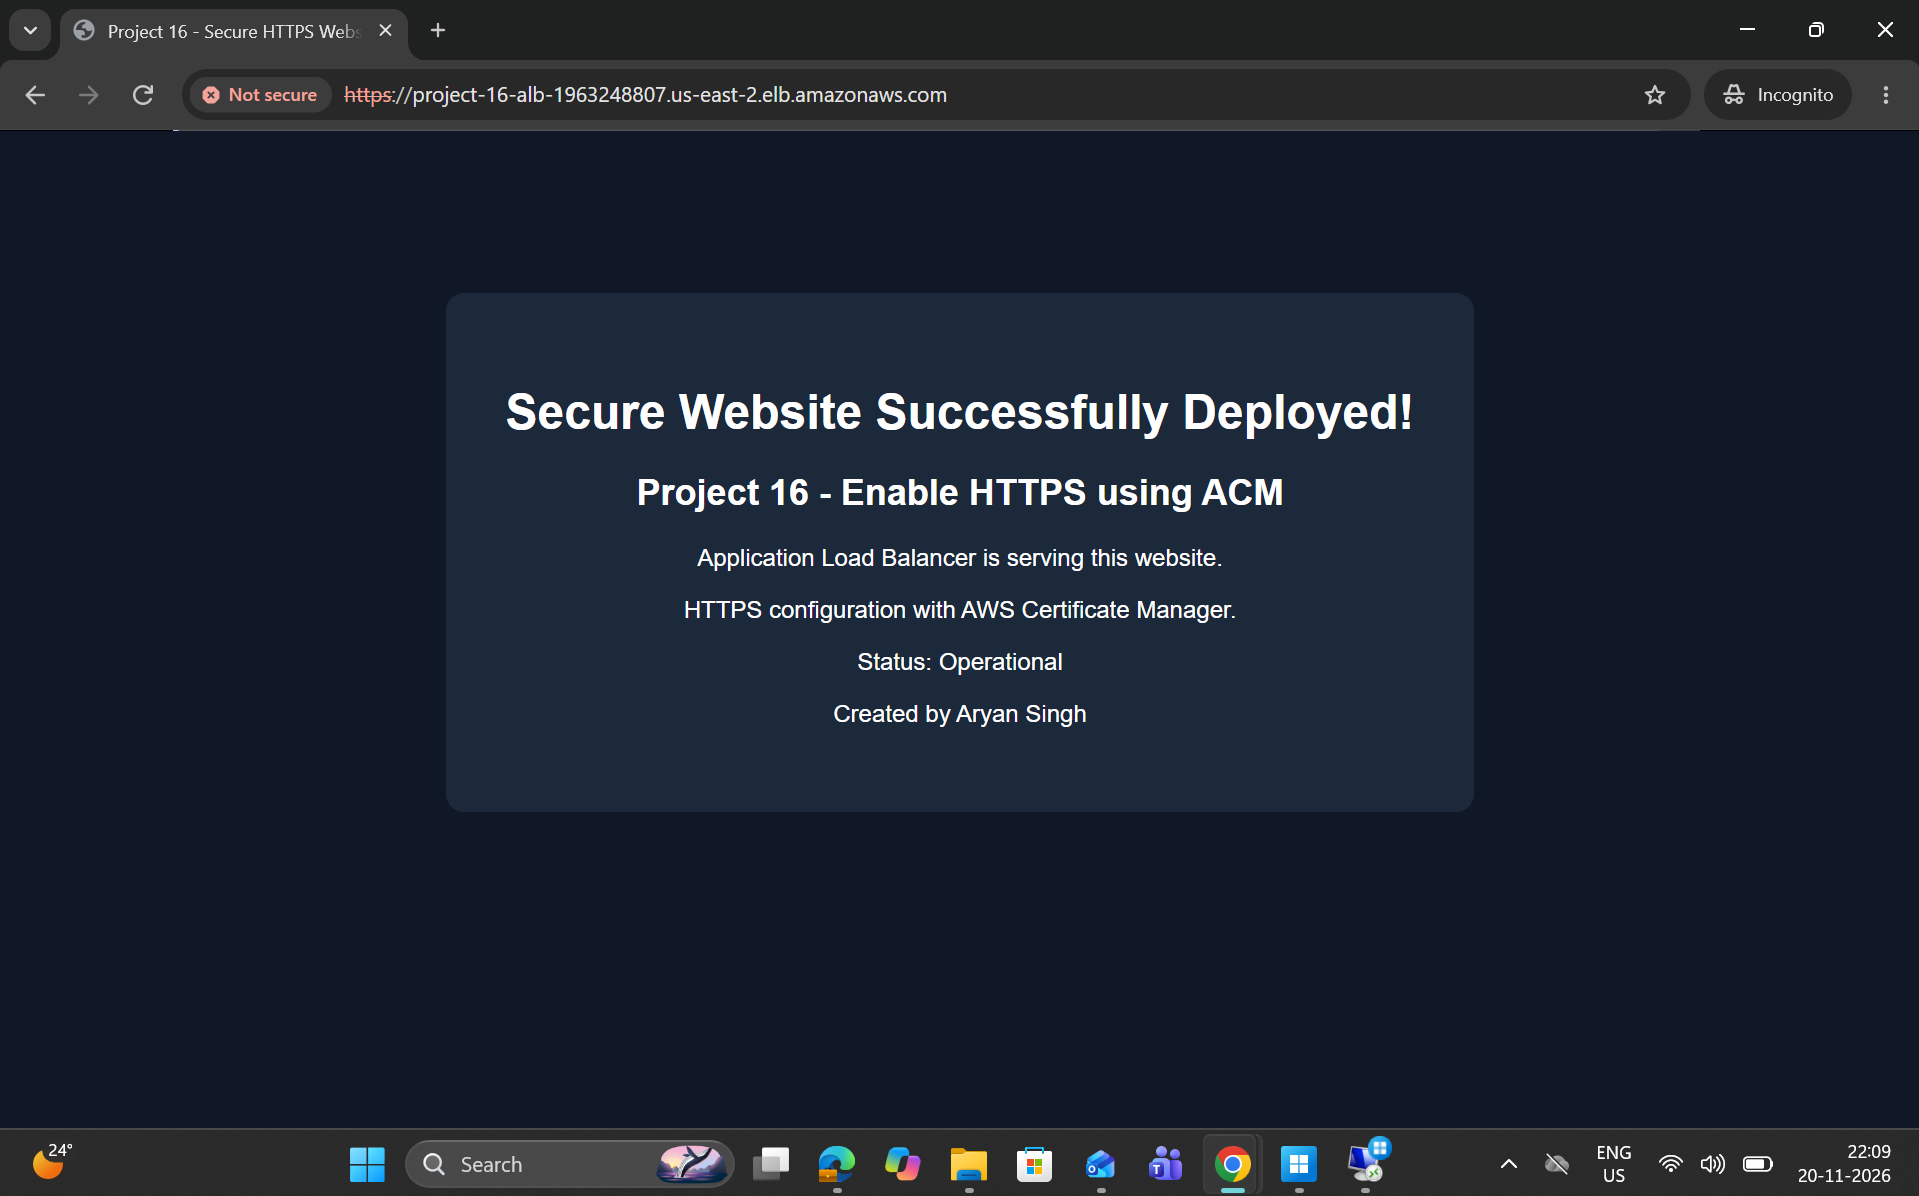 Project 16 - Secure HTTPS Webs
Not secure
https://project-16-alb-1963248807.us-east-2.elb.amazonaws.com
Incognito
Secure Website Successfully Deployed!
Project 16 - Enable HTTPS using ACM
Application Load Balancer is serving this website.
HTTPS configuration with AWS Certificate Manager.
Status: Operational
Created by Aryan Singh
24°
Search
ENG
US
22:09
20-11-2026